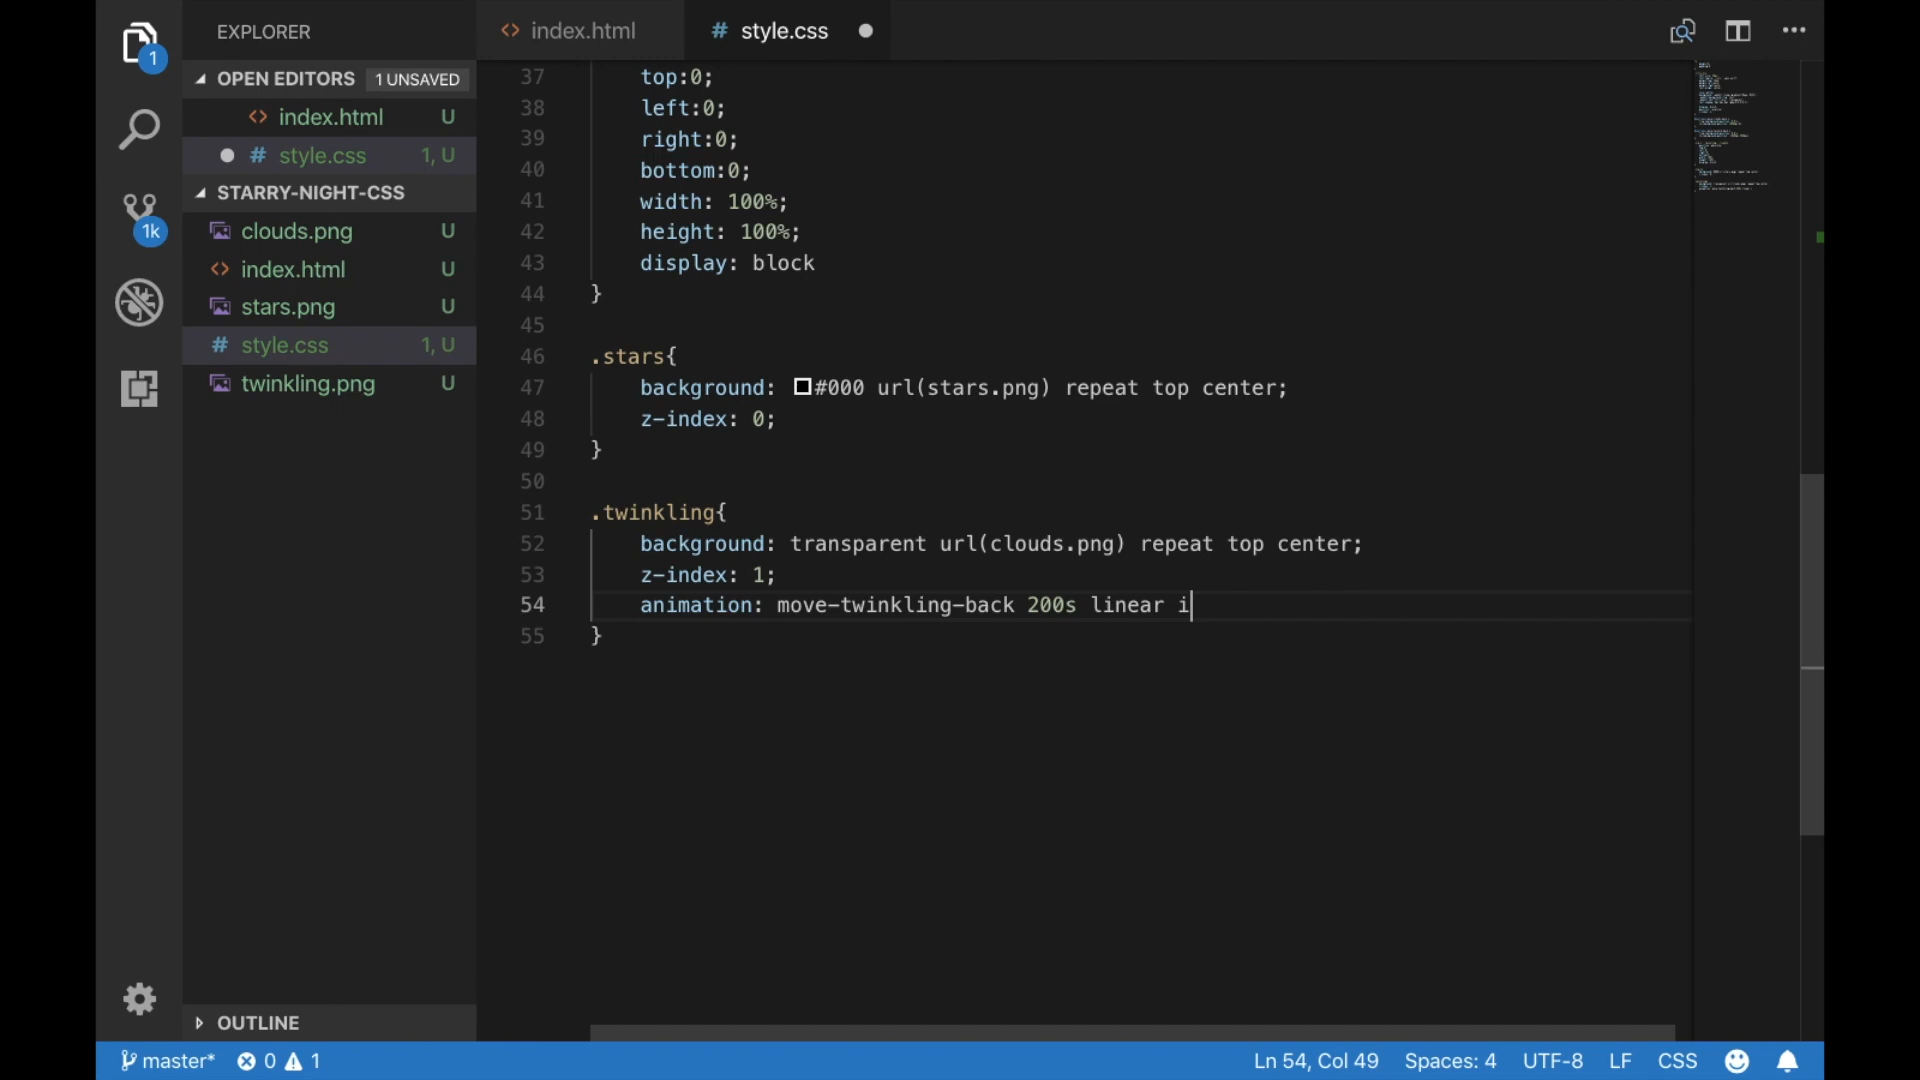 EXPLORER
OPEN EDITORS 1 UNSAVED
index.html U
# style.css 1, U
STARRY-NIGHT-CSS
clouds.png U
<> index.html U
stars.png U
# style.css 1, U
twinkling.png U
OUTLINE
1
1k
<> index.html
# style.css
37 top:0;
38 left:0;
39 right:0;
40 bottom:0;
41 width: 100%;
42 height: 100%;
43 display: block
44 }
45
46 .stars{
47 background: #000 url(stars.png) repeat top center;
48 z-index: 0;
49 }
50
51 .twinkling{
52 background: transparent url(clouds.png) repeat top center;
53 z-index: 1;
54 animation: move-twinkling-back 200s linear i
55 }
master* 0 1
Ln 54, Col 49 Spaces: 4 UTF-8 LF CSS